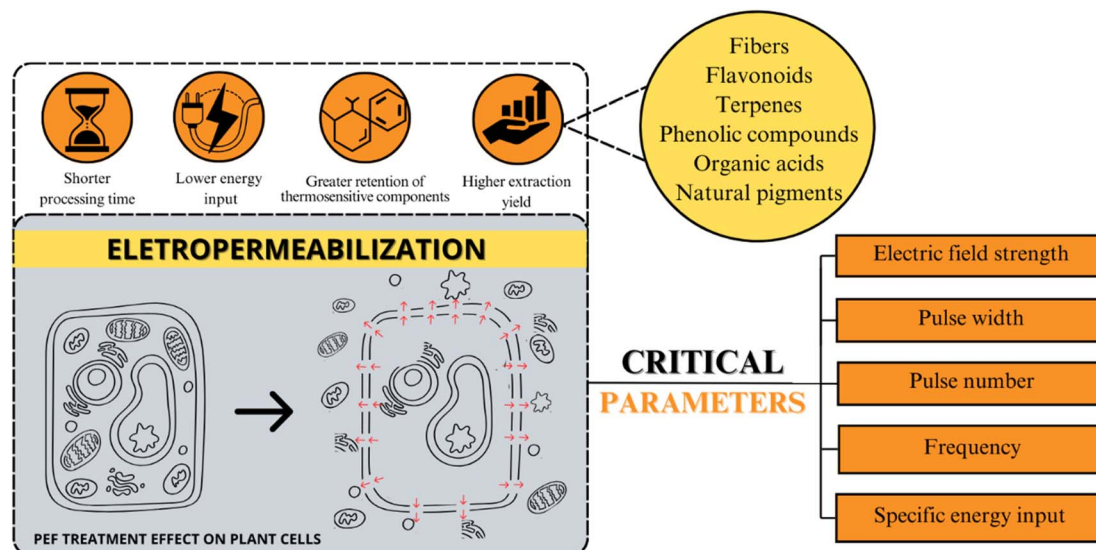 Fibers
Flavonoids
Terpenes
Phenolic compounds
Organic acids
Natural pigments
Shorter
processing time
Lower energy
input
Greater retention of
thermosensitive components
Higher extraction
yield
ELETROPERMEABILIZATION
PEF TREATMENT EFFECT ON PLANT CELLS
CRITICAL
PARAMETERS
Electric field strength
Pulse width
Pulse number
Frequency
Specific energy input